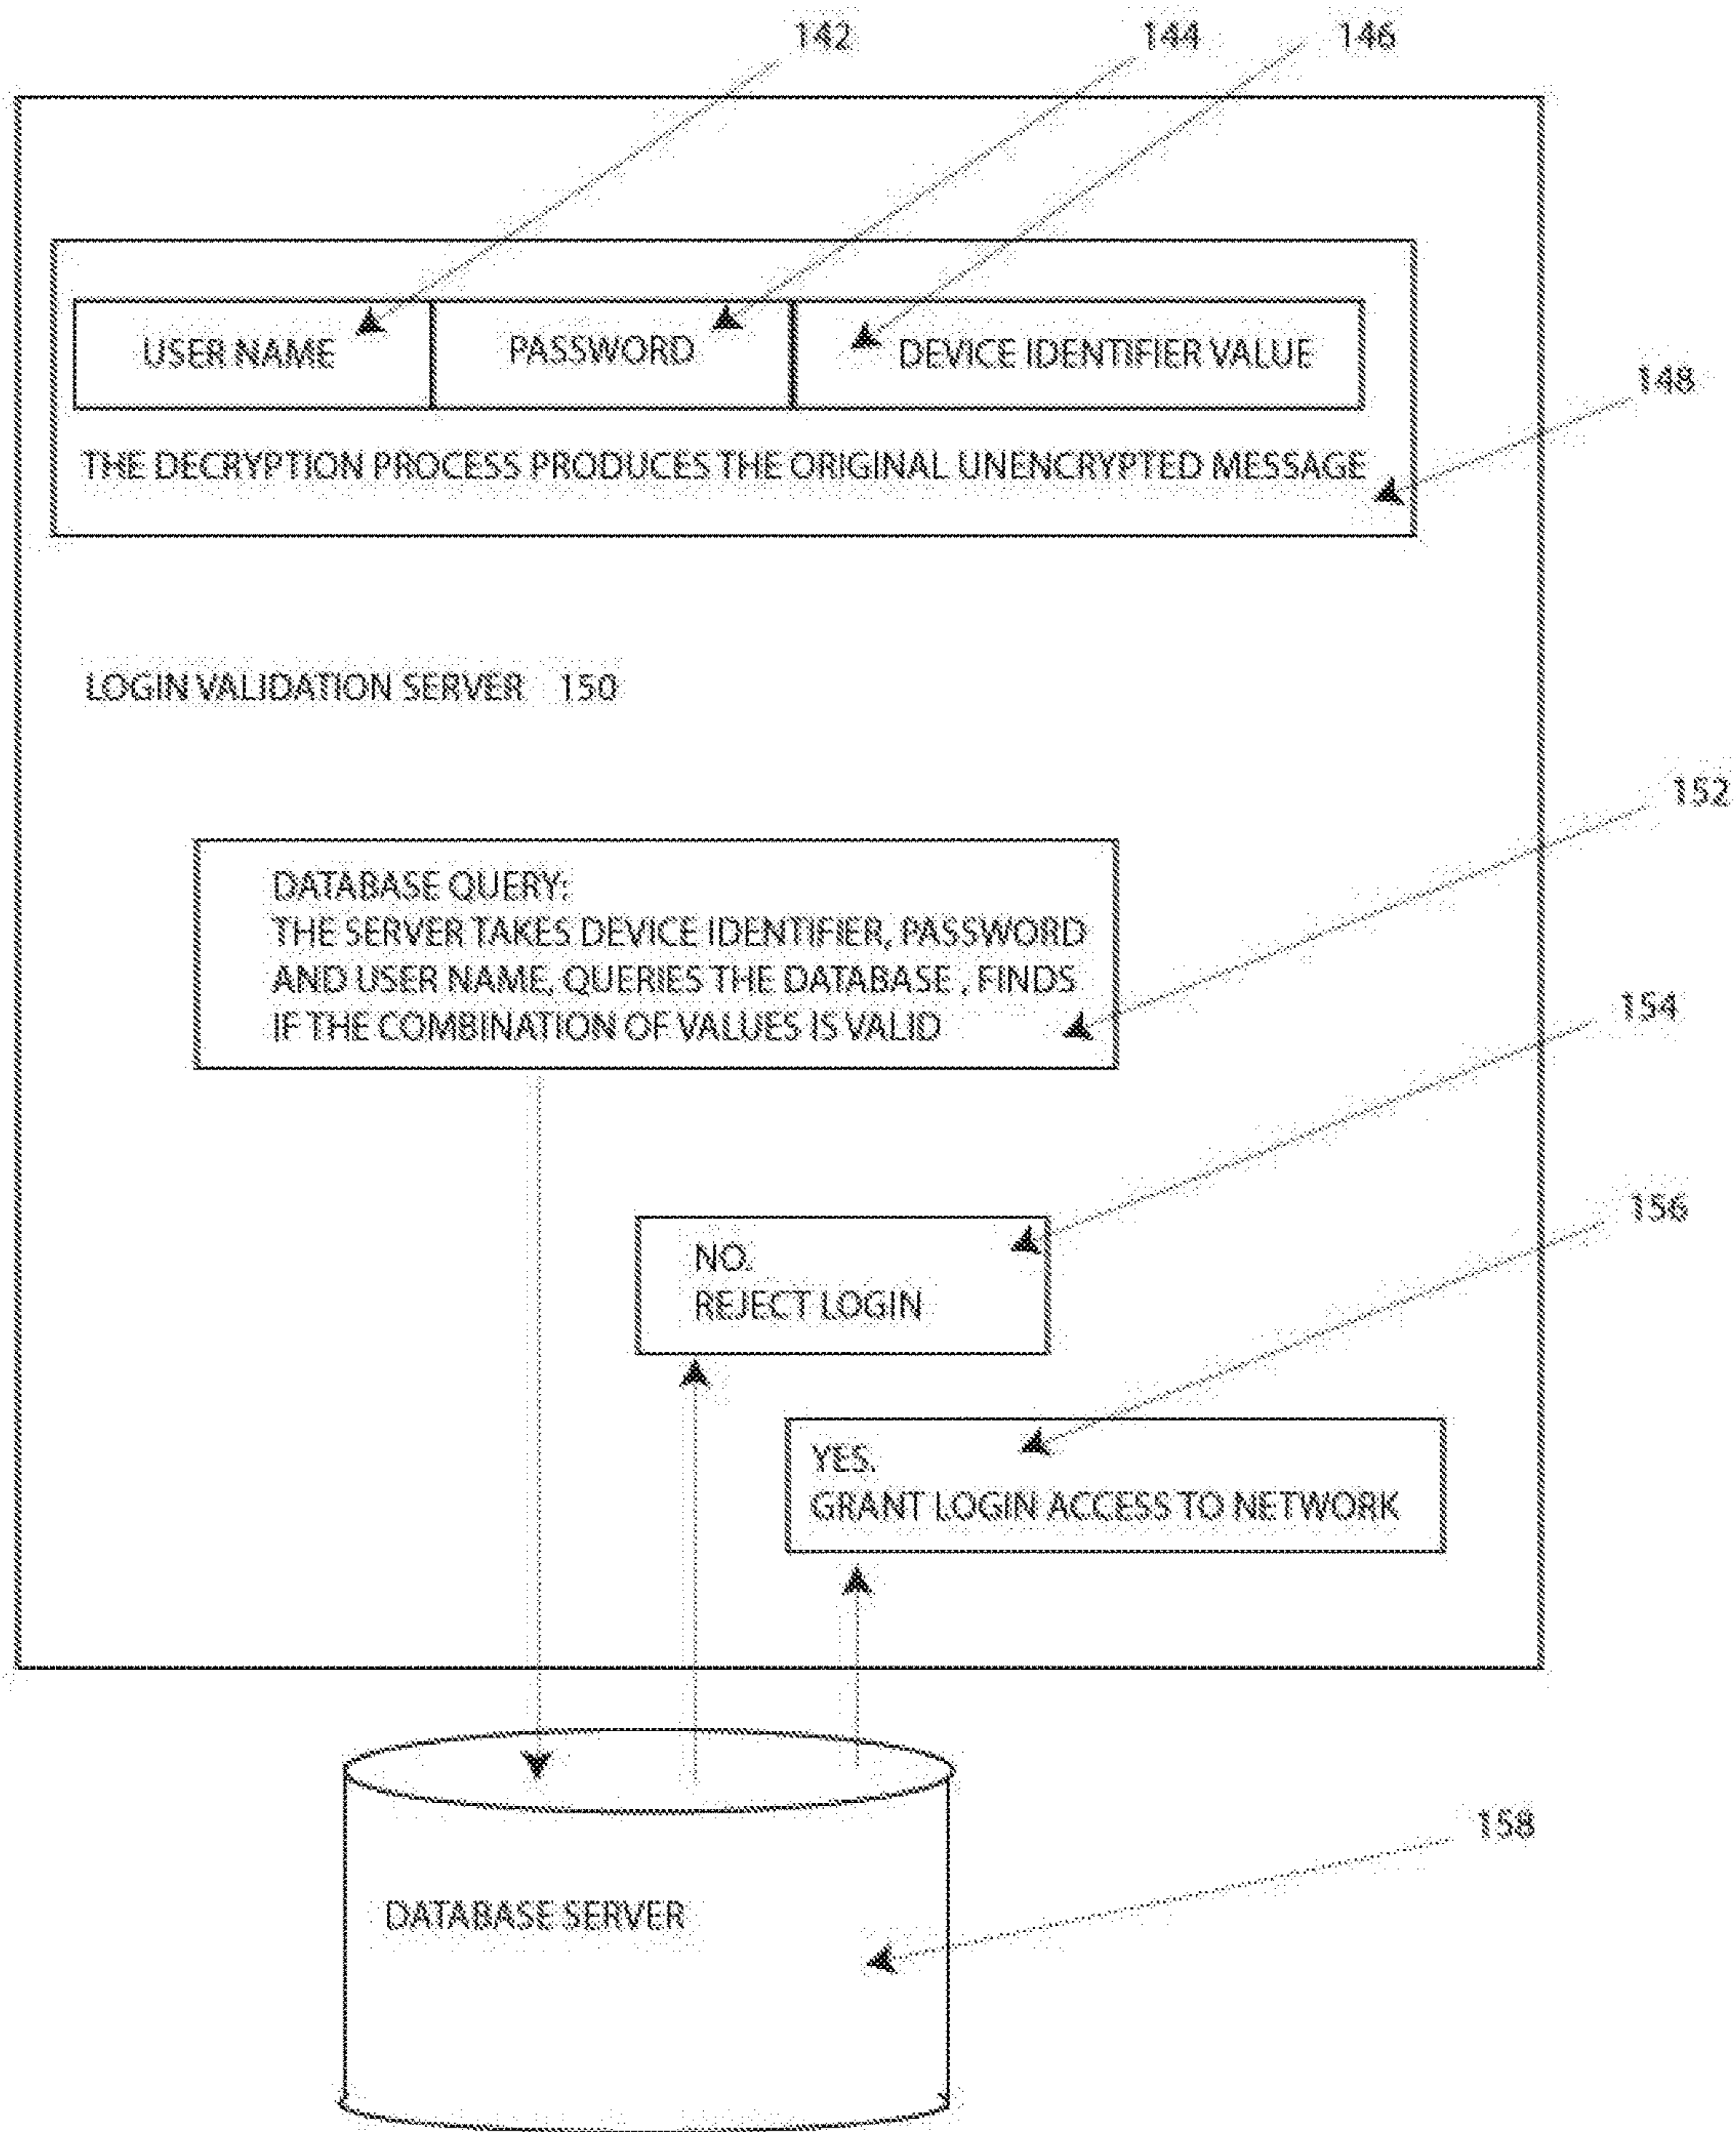 142 144 146
USER NAME PASSWORD DEVICE IDENTIFIER VALUE
148
THE DECRYPTION PROCESS PRODUCES THE ORIGINAL UNENCRYPTED MESSAGE
LOGIN VALIDATION SERVER 150
152
DATABASE QUERY:
THE SERVER TAKES DEVICE IDENTIFIER, PASSWORD
AND USER NAME, QUERIES THE DATABASE , FINDS
IF THE COMBINATION OF VALUES IS VALID
154
156
NO.
REJECT LOGIN
YES.
GRANT LOGIN ACCESS TO NETWORK
158
DATABASE SERVER